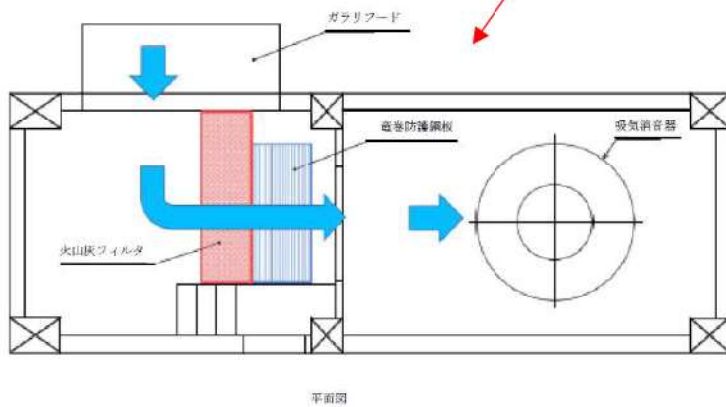 ガラリフード
竜巻防護鋼板
吸気消音器
火山灰フィルタ
平面図